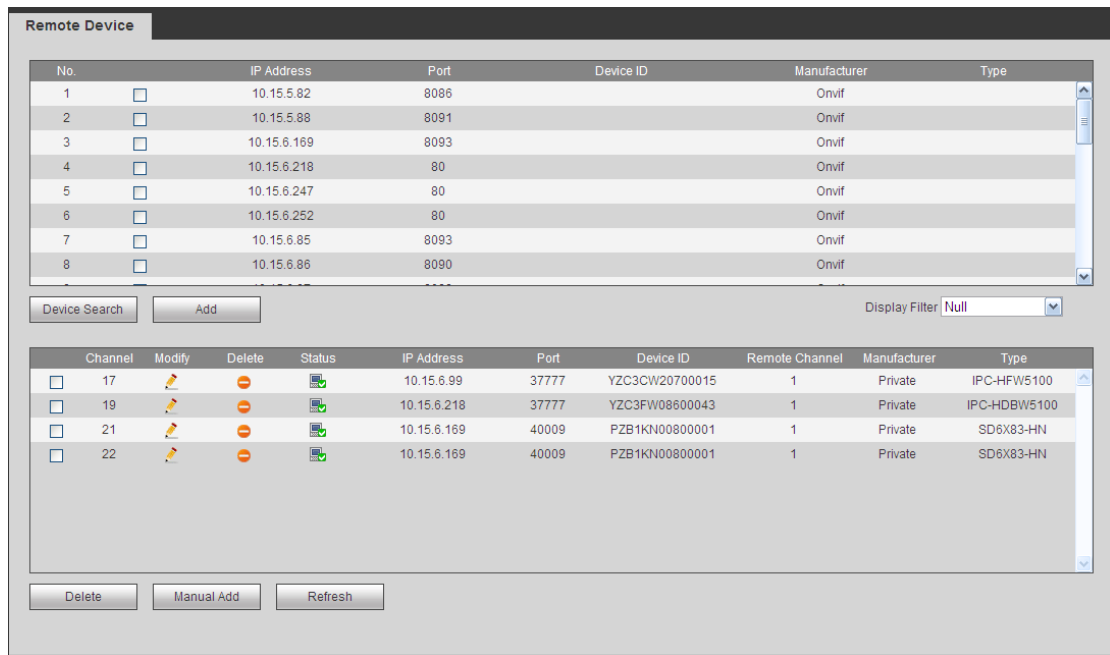 Remote Device
No. IP Address Port Device ID Manufacturer Type
1 10.15.5.82 8086 Onvif
2 10.15.5.88 8091 Onvif
3 10.15.6.169 8093 Onvif
4 10.15.6.218 80 Onvif
5 10.15.6.247 80 Onvif
6 10.15.6.252 80 Onvif
7 10.15.6.85 8093 Onvif
8 10.15.6.86 8090 Onvif
Device Search Add Display Filter Null
Channel Modify Delete Status IP Address Port Device ID Remote Channel Manufacturer Type
17 10.15.6.99 37777 YZC3CW20700015 1 Private IPC-HFW5100
19 10.15.6.218 37777 YZC3FW08600043 1 Private IPC-HDBW5100
21 10.15.6.169 40009 PZB1KN00800001 1 Private SD6X83-HN
22 10.15.6.169 40009 PZB1KN00800001 1 Private SD6X83-HN
Delete Manual Add Refresh